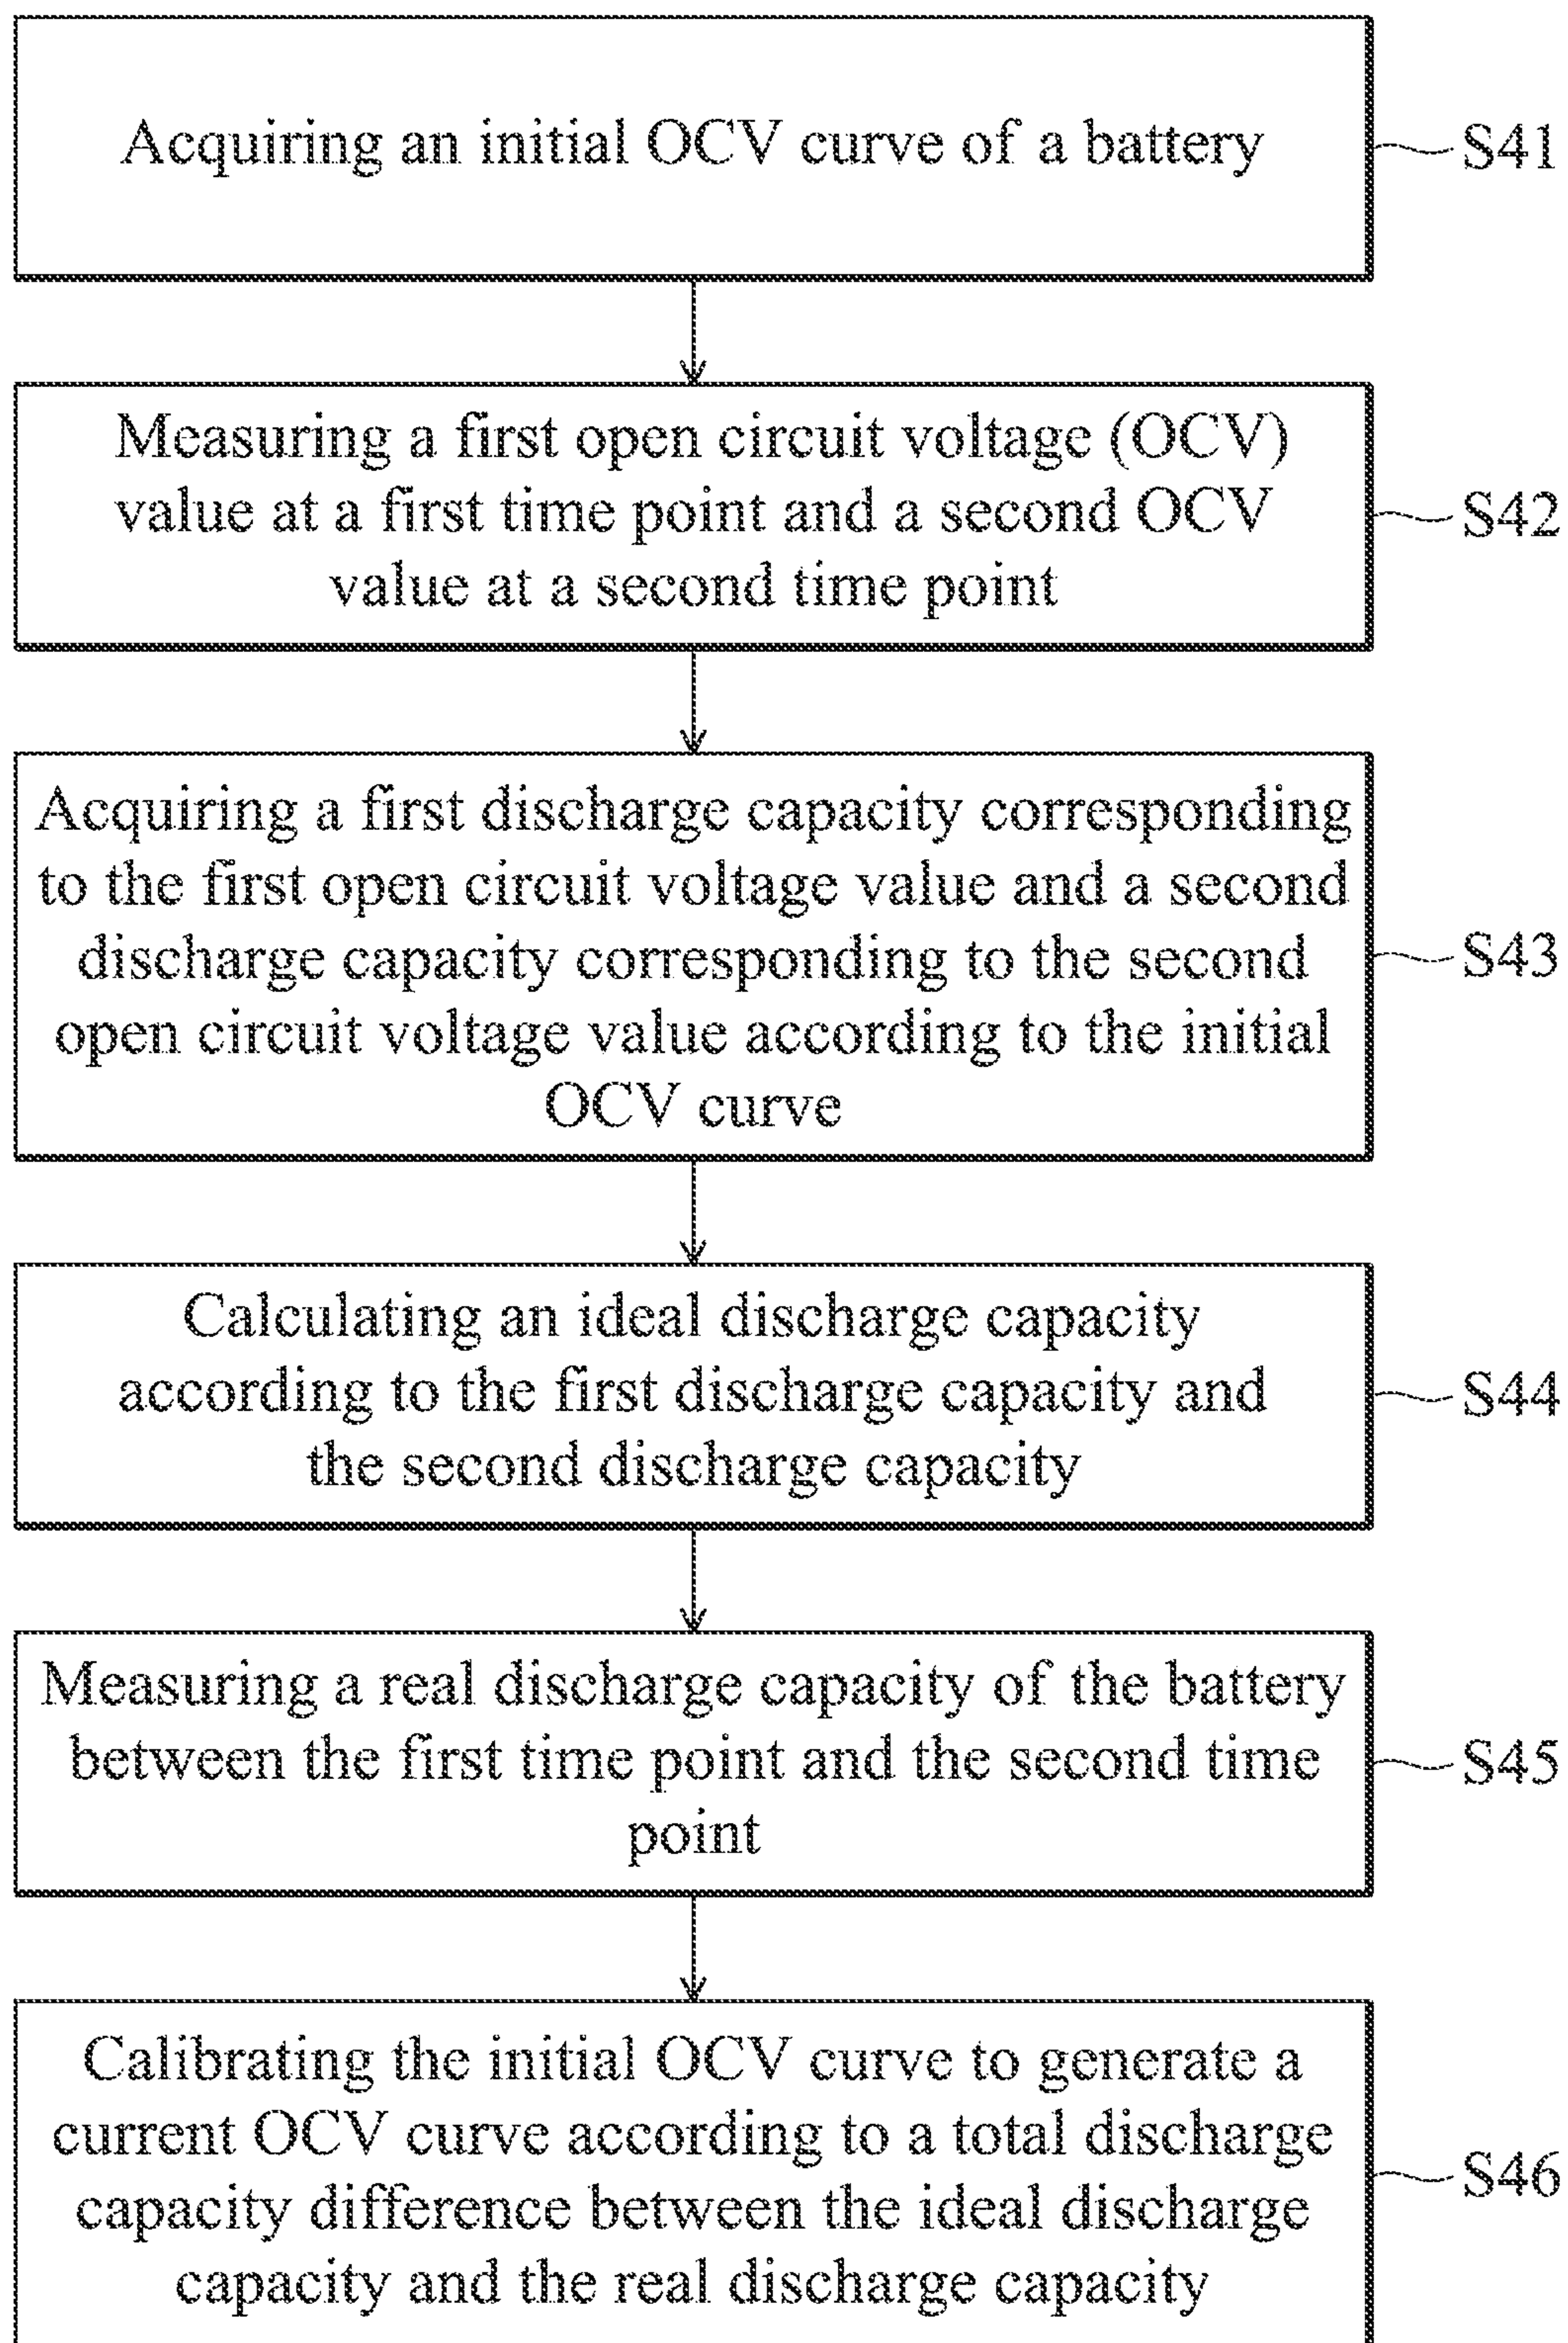 Acquiring an initial OCV curve of a battery
S41
Measuring a first open circuit voltage (OCV)
value at a first time point and a second OCV
value at a second time point
S42
Acquiring a first discharge capacity corresponding
to the first open circuit voltage value and a second
discharge capacity corresponding to the second
open circuit voltage value according to the initial
OCV curve
S43
Calculating an ideal discharge capacity
according to the first discharge capacity and
the second discharge capacity
S44
Measuring a real discharge capacity of the battery
between the first time point and the second time
point
S45
Calibrating the initial OCV curve to generate a
current OCV curve according to a total discharge
capacity difference between the ideal discharge
capacity and the real discharge capacity
S46